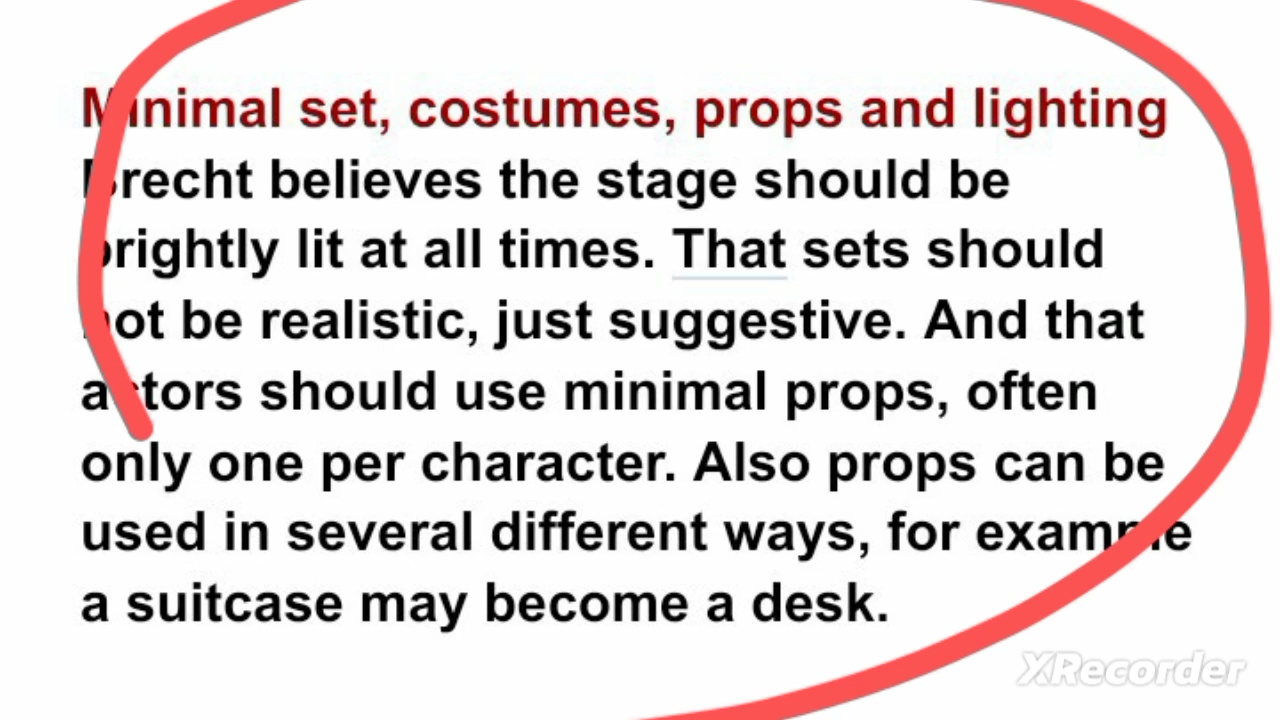 Minimal set, costumes, props and lighting
Brecht believes the stage should be
brightly lit at all times. That sets should
not be realistic, just suggestive. And that
actors should use minimal props, often
only one per character. Also props can be
used in several different ways, for example
a suitcase may become a desk.
XRecorder